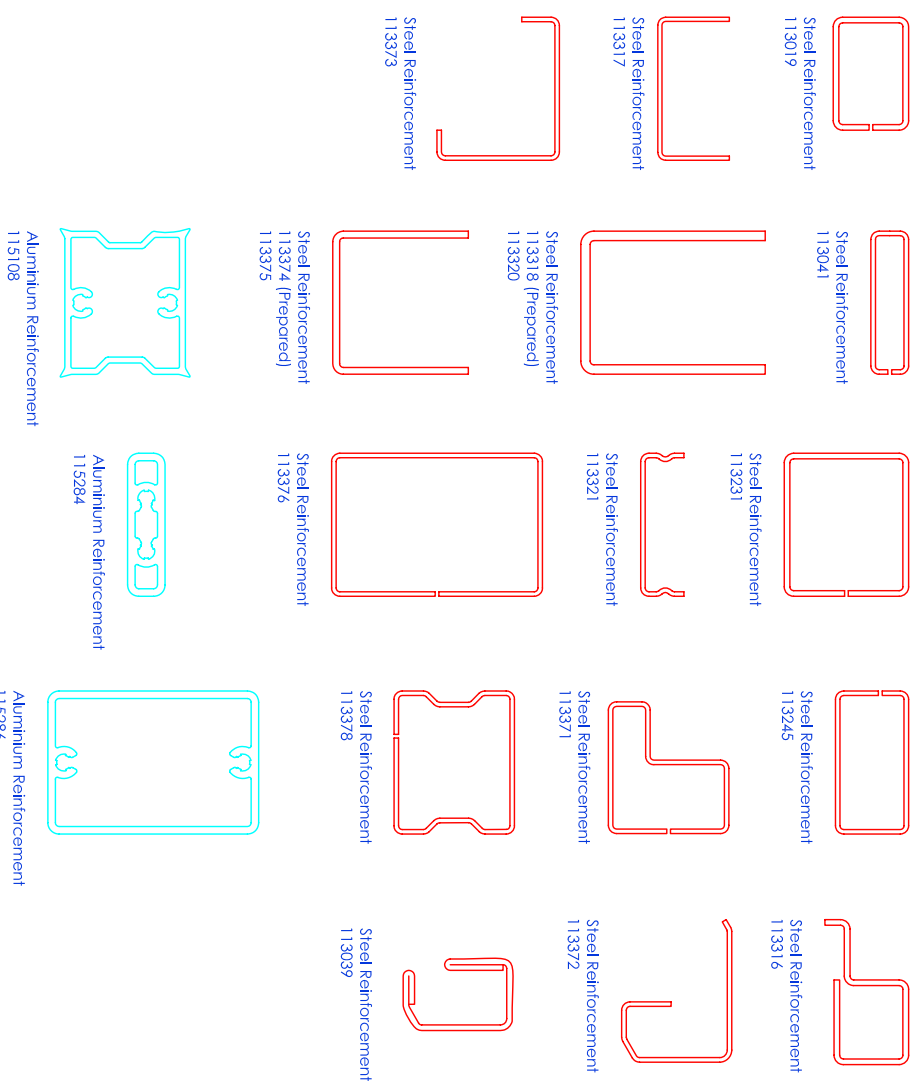 Steel Reinforcement
113019
Steel Reinforcement
113041
Steel Reinforcement
113231
Steel Reinforcement
113245
Steel Reinforcement
113316
Steel Reinforcement
113317
Steel Reinforcement
113318 (Prepared)
113320
Steel Reinforcement
113321
Steel Reinforcement
113371
Steel Reinforcement
113372
Steel Reinforcement
113373
Steel Reinforcement
113374 (Prepared)
113375
Steel Reinforcement
113376
Steel Reinforcement
113378
Steel Reinforcement
113039
Aluminium Reinforcement
115108
Aluminium Reinforcement
115284
Aluminium Reinforcement